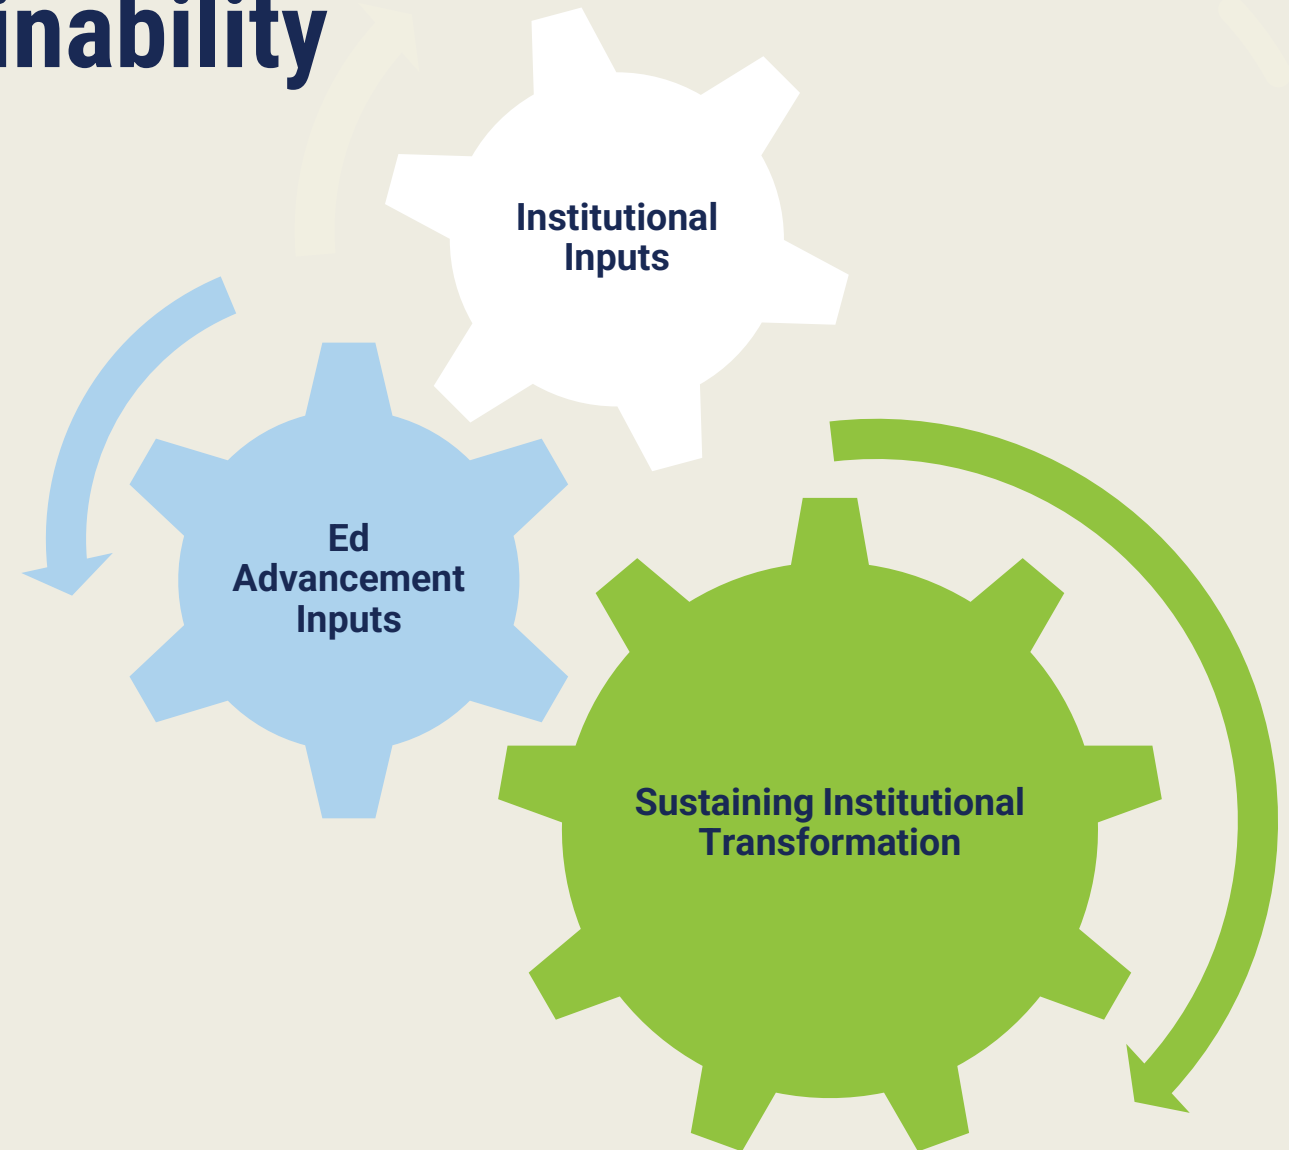 inability
Institutional
Inputs
Ed
Advancement
Inputs
Sustaining Institutional
Transformation